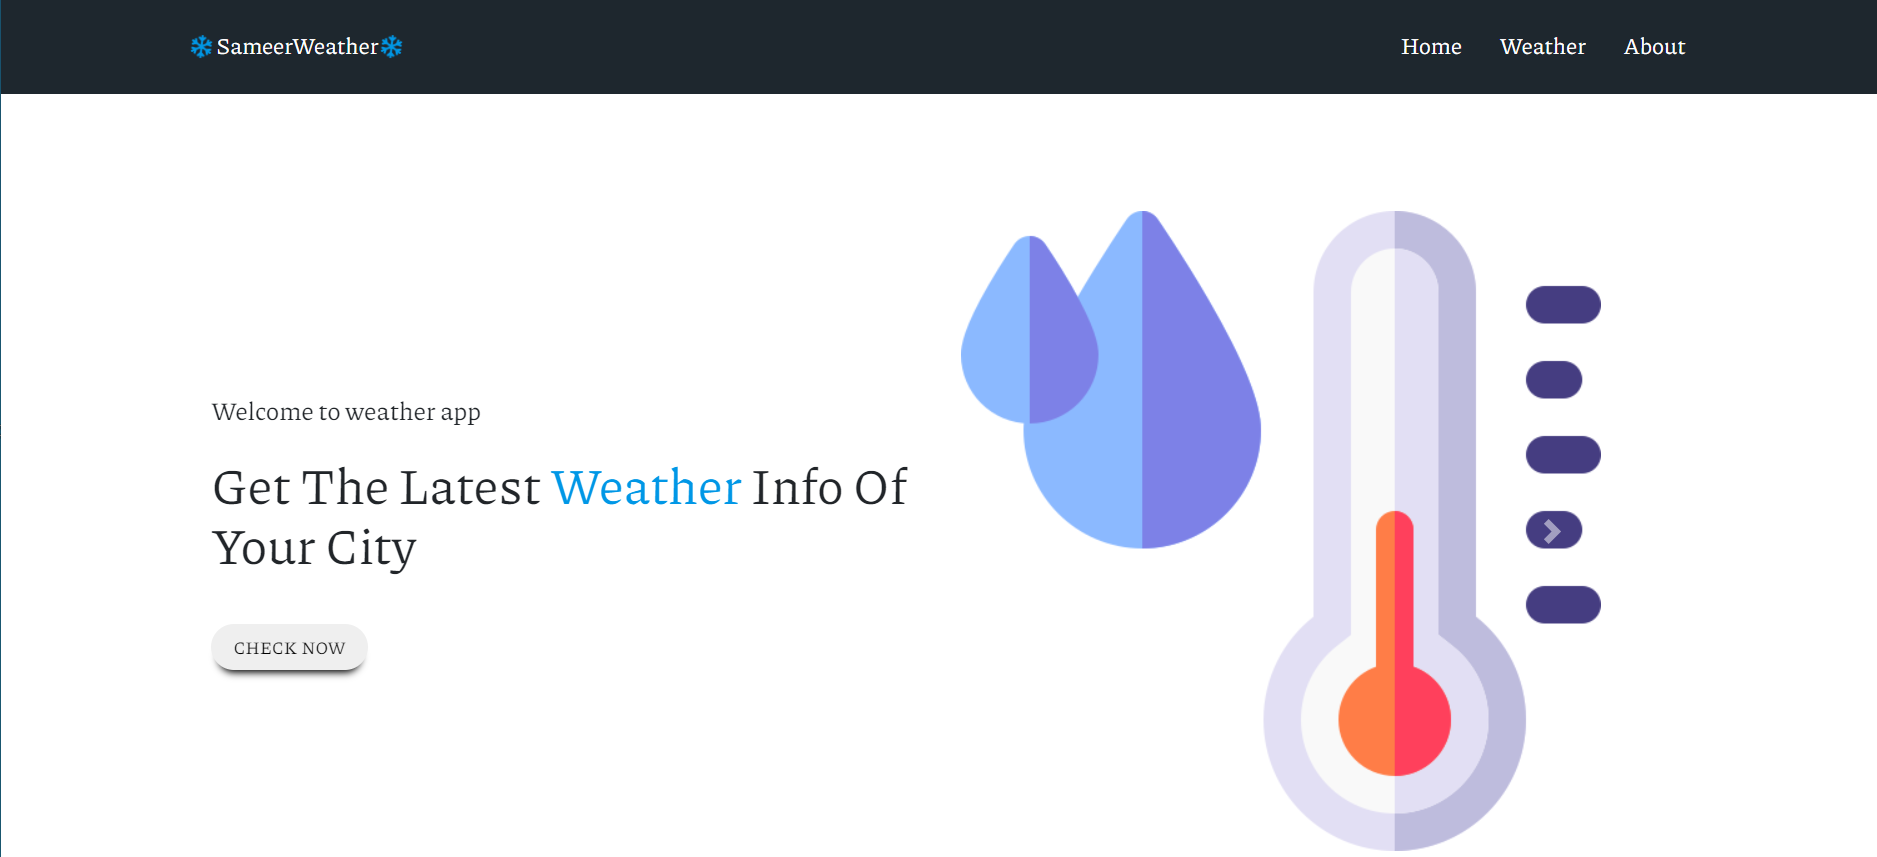 ❄SameerWeather❄
Home Weather About
Welcome to weather app
Get The Latest Weather Info Of
Your City
CHECK NOW